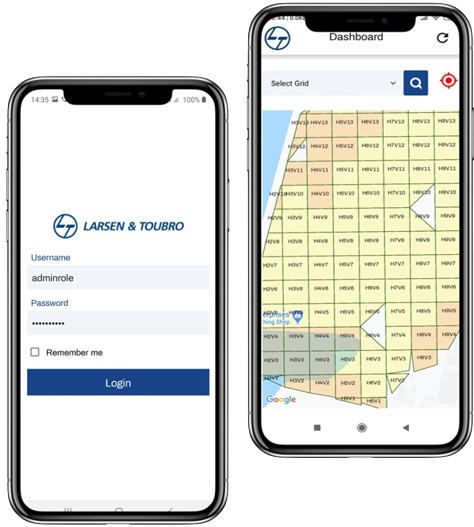 14:35
100%
LARSEN & TOUBRO
Username
adminrole
Password
••••••••••
Remember me
Login
Dashboard
Select Grid
H3V13 H4V13 H5V13 H6V13 H7V13 H8V13 H9V13
H3V12 H4V12 H5V12 H6V12 H7V12 H8V12 H9V12
H3V11 H4V11 H5V11 H6V11 H7V11 H8V11 H9V11
H3V10 H4V10 H5V10 H6V10 H7V10 H8V10 H9V10
H2V9 H3V9 H4V9 H5V9 H6V9 H7V9 H8V9 H9V9
H2V8 H3V8 H4V8 H5V8 H6V8 H7V8 H8V8 H9V8
H2V7 H3V7 H4V7 H5V7 H6V7 H7V7 H8V7 H9V7
H2V6 H3V6 H4V6 H5V6 H6V6 H7V6 H8V6 H9V6
H4V5 H5V5 H6V5 H7V5 H8V5 H9V5
hing Shop
H2V4 H3V4 H4V4 H5V4 H6V4 H7V4 H8V4 H9V4
H2V3 H3V3 H4V3 H5V3 H6V3 H7V3 H8V3
H2V2 H3V2 H4V2 H5V2 H6V2 H7V2
H5V1 H6V1
Google